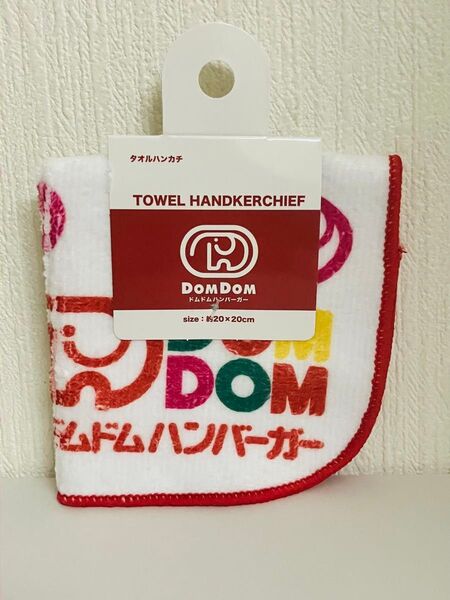 タオルハンカチ
TOWEL HANDKERCHIEF
DOMDOM
ドムドムハンバーガー
size：約20×20cm
DOM
DOM
ムドムハンバーガー